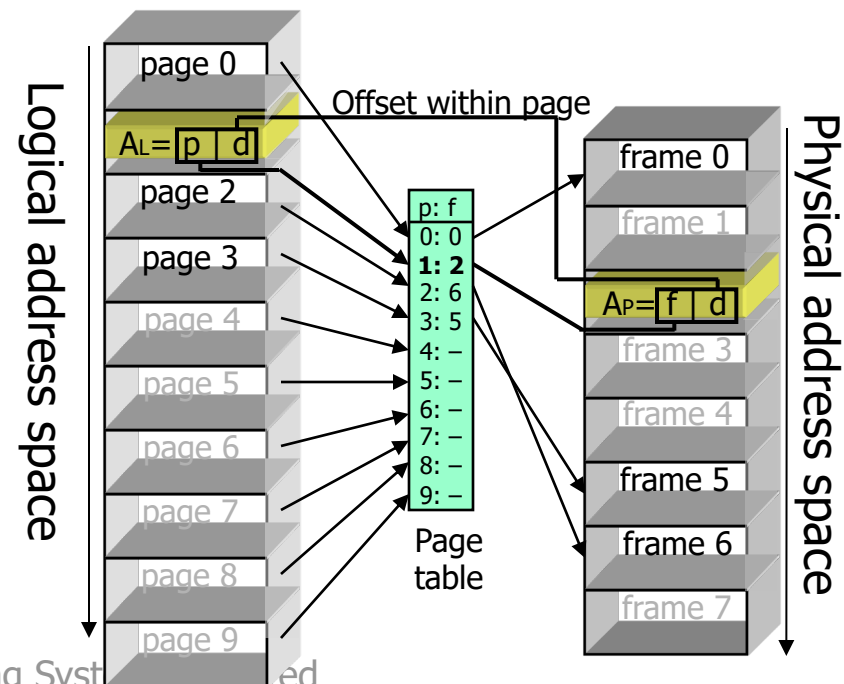 Logical address space
page 0
AL= p d
page 2
page 3
page 4
page 5
page 6
page 7
page 8
page 9
Offset within page
p: f
0: 0
1: 2
2: 6
3: 5
4: –
5: –
6: –
7: –
8: –
9: –
Page
table
frame 0
frame 1
AP= f d
frame 3
frame 4
frame 5
frame 6
frame 7
Physical address space